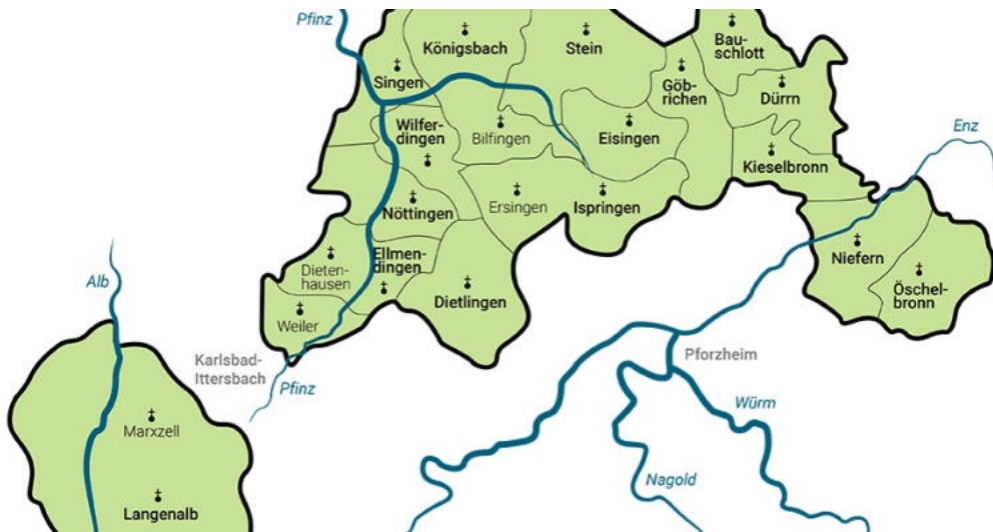 Pfinz
Königsbach
Stein
Bau-
schlott
Singen
Göb-
richen
Dürrn
Wilfer-
dingen
Bilfingen
Eisingen
Enz
Kieselbronn
Nöttingen
Ersingen
Ispringen
Ellmen-
dingen
Dieten-
hausen
Niefern
Alb
Dietlingen
Öschel-
bronn
Weiler
Karlsbad-
Ittersbach
Pfinz
Pforzheim
Marxzell
Würm
Nagold
Langenalb